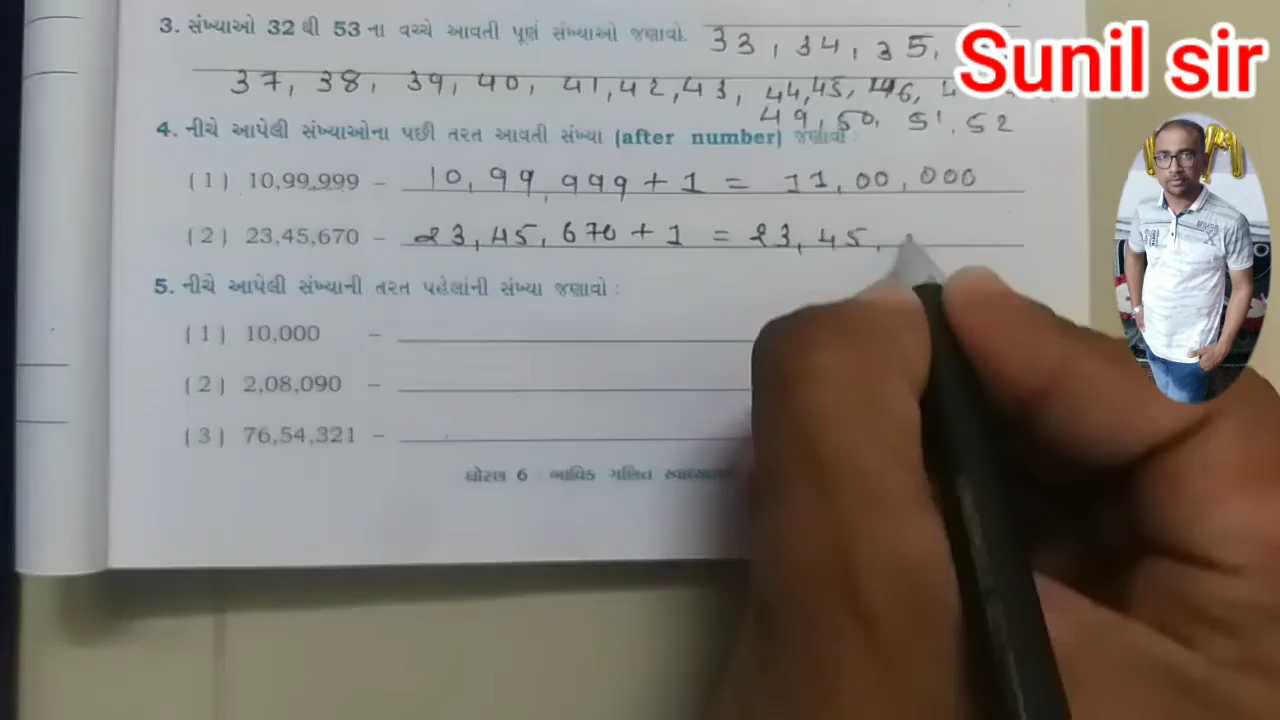 3. સંખ્યાઓ 32 થી 53 ના વચ્ચે આવતી પૂર્ણ સંખ્યાઓ જણાવો. 33, 34, 35,
Sunil sir
37, 38, 39, 40, 41, 42, 43, 44, 45, 46,
49, 50, 51, 52
4. નીચે આપેલી સંખ્યાઓના પછી તરત આવતી સંખ્યા (after number) જણાવો :
(1) 10,99,999 – 10,99,999 + 1 = 11,00,000
(2) 23,45,670 – 23,45,670 + 1 = 23,45,
5. નીચે આપેલી સંખ્યાની તરત પહેલાંની સંખ્યા જણાવો :
(1) 10,000 –
(2) 2,08,090 –
(3) 76,54,321 –
ધોરણ 6 : ગણિત